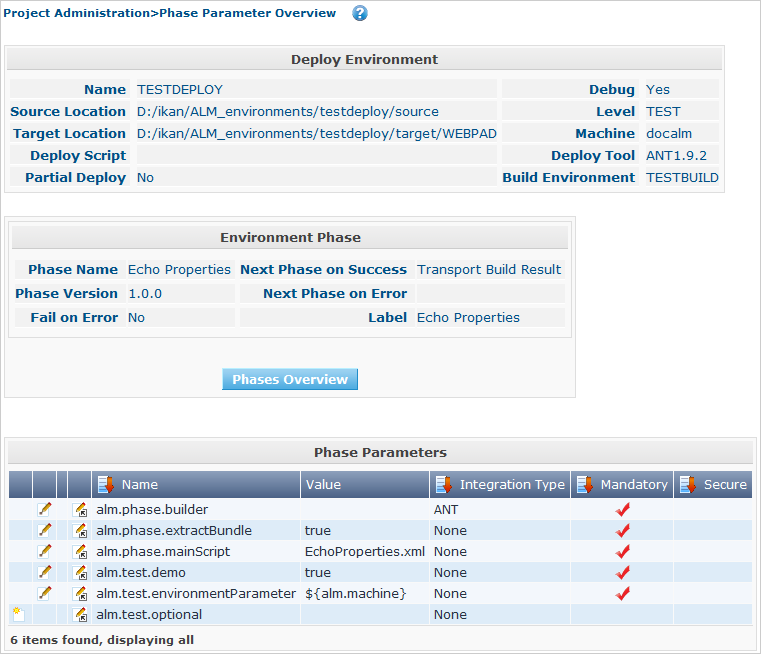 Project Administration>Phase Parameter Overview ?
Deploy Environment
Name TESTDEPLOY Debug Yes
Source Location D:/ikan/ALM_environments/testdeploy/source Level TEST
Target Location D:/ikan/ALM_environments/testdeploy/target/WEBPAD Machine docalm
Deploy Script Deploy Tool ANT1.9.2
Partial Deploy No Build Environment TESTBUILD
Environment Phase
Phase Name Echo Properties Next Phase on Success Transport Build Result
Phase Version 1.0.0 Next Phase on Error
Fail on Error No Label Echo Properties
Phases Overview
Phase Parameters
Name Value Integration Type Mandatory Secure
alm.phase.builder ANT
alm.phase.extractBundle true None
alm.phase.mainScript EchoProperties.xml None
alm.test.demo true None
alm.test.environmentParameter ${alm.machine} None
alm.test.optional None
6 items found, displaying all